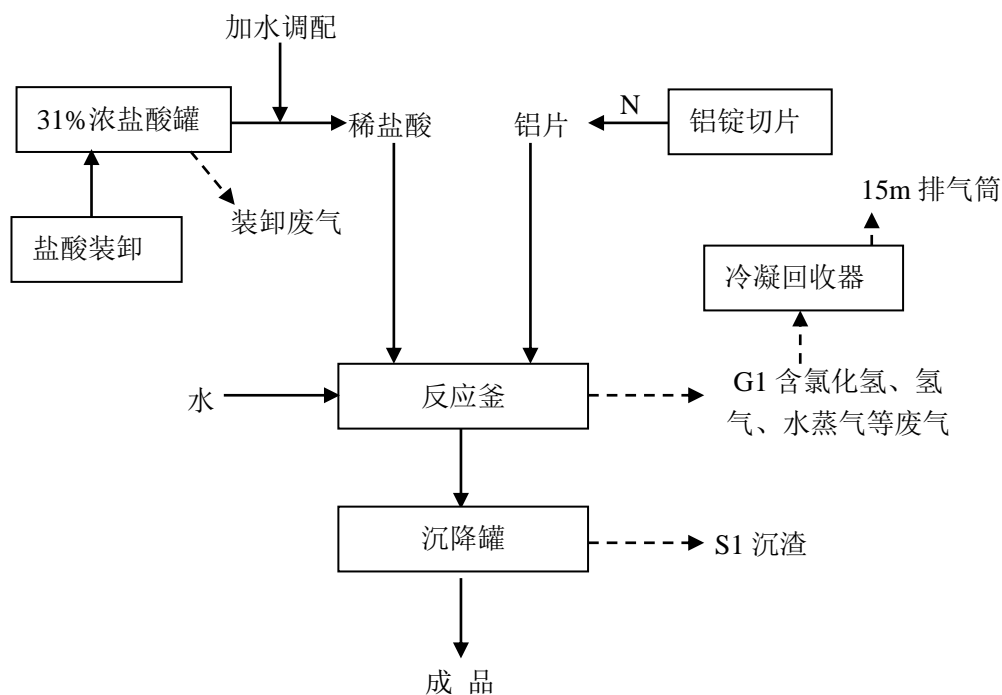 加水调配
31%浓盐酸罐
稀盐酸
铝片
N
铝锭切片
15m 排气筒
盐酸装卸
装卸废气
冷凝回收器
水
反应釜
G1 含氯化氢、氢
气、水蒸气等废气
沉降罐
S1 沉渣
成 品